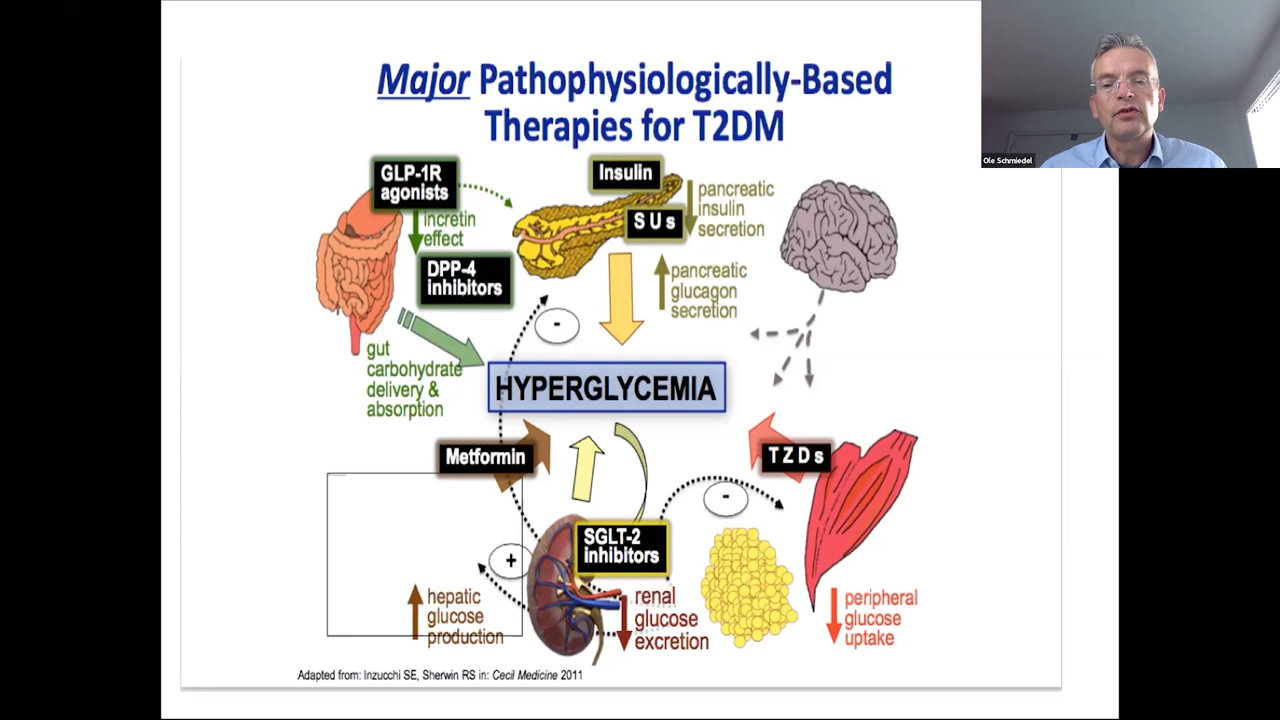 Major Pathophysiologically-Based
Therapies for T2DM
GLP-1R
agonists
incretin
effect
DPP-4
inhibitors
gut
carbohydrate
delivery &
absorption
Insulin
S U s
pancreatic
insulin
secretion
pancreatic
glucagon
secretion
-
HYPERGLYCEMIA
Metformin
T Z D s
-
SGLT-2
inhibitors
+
hepatic
glucose
production
renal
glucose
excretion
peripheral
glucose
uptake
Adapted from: Inzucchi SE, Sherwin RS in: Cecil Medicine 2011
Ole Schmiedel